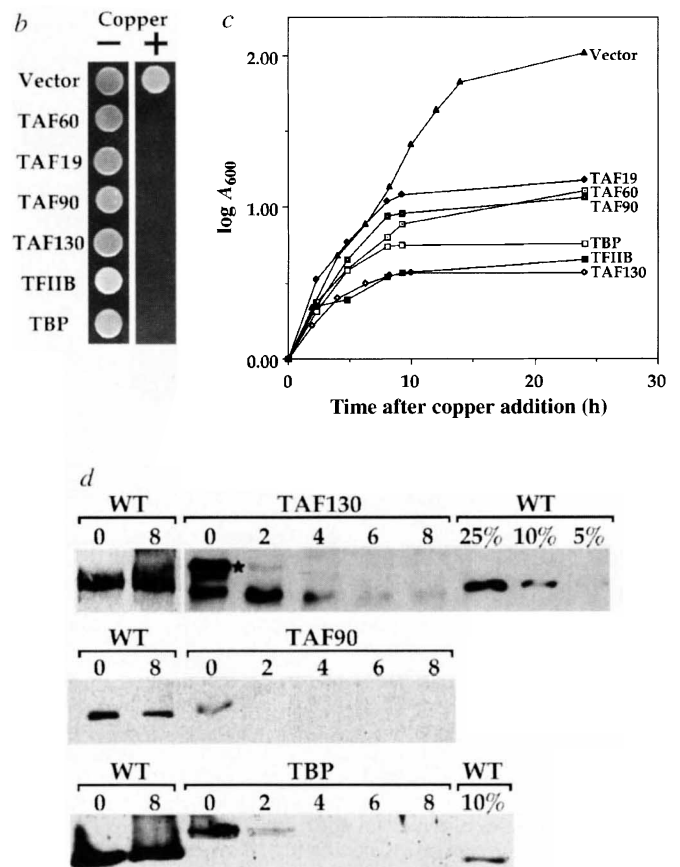 b
Copper
− +
Vector
TAF60
TAF19
TAF90
TAF130
TFIIB
TBP
c
log A600
2.00
1.00
0.00
0 10 20 30
Time after copper addition (h)
Vector
TAF19
TAF60
TAF90
TBP
TFIIB
TAF130
d
WT TAF130 WT
0 8 0 2 4 6 8 25% 10% 5%
★
WT TAF90
0 8 0 2 4 6 8
WT TBP WT
0 8 0 2 4 6 8 10%